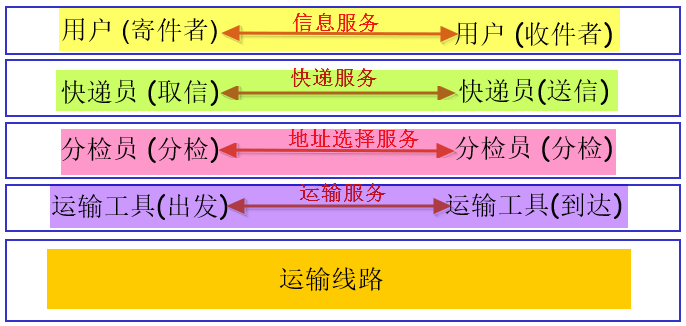 用户 (寄件者) 信息服务 用户 (收件者)
快递员 (取信) 快递服务 快递员(送信)
分检员 (分检) 地址选择服务 分检员 (分检)
运输工具(出发) 运输服务 运输工具(到达)
运输线路